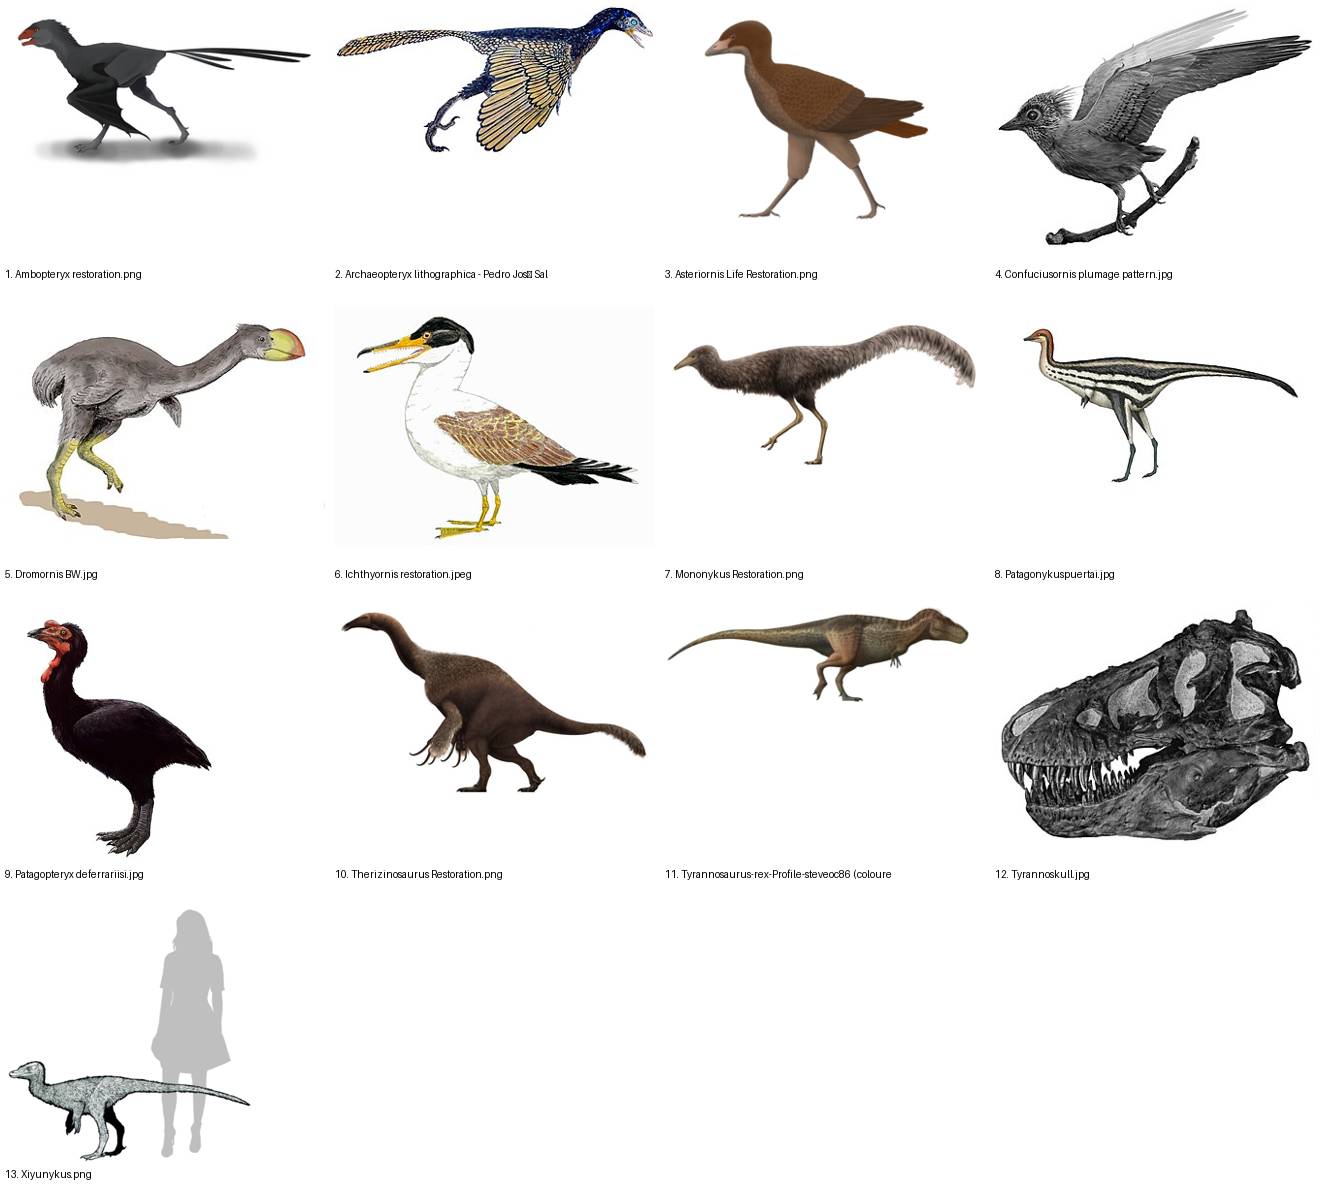 1. Ambopteryx restoration.png
2. Archaeopteryx lithographica - Pedro Jos Sal
3. Asteriornis Life Restoration.png
4. Confuciusornis plumage pattern.jpg
5. Dromornis BW.jpg
6. Ichthyornis restoration.jpeg
7. Mononykus Restoration.png
8. Patagonykuspuertai.jpg
9. Patagopteryx deferrariisi.jpg
10. Therizinosaurus Restoration.png
11. Tyrannosaurus-rex-Profile-steveoc86 (coloure
12. Tyrannoskull.jpg
13. Xiyunykus.png